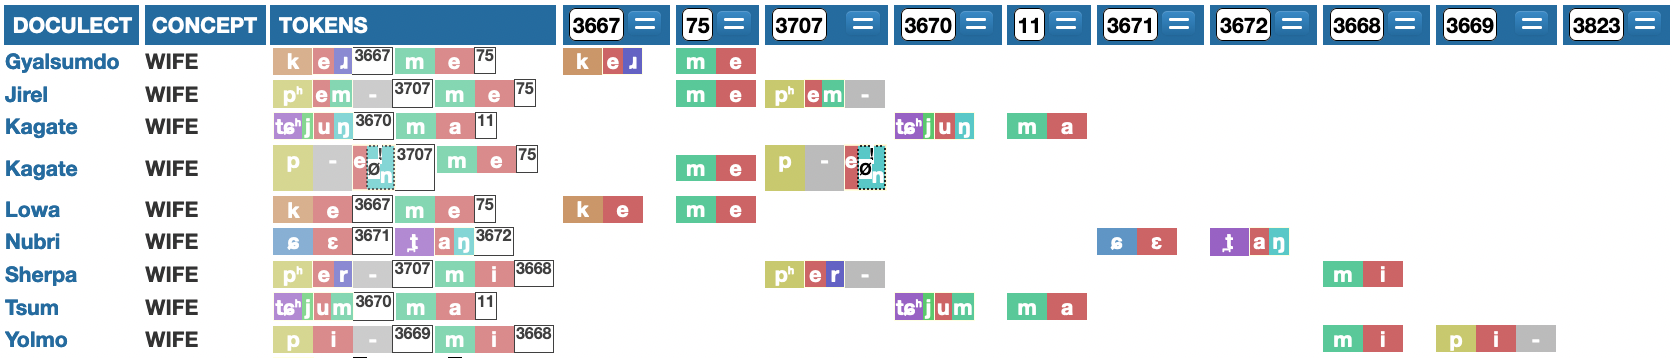 DOCULECT CONCEPT TOKENS 3667 = 75 = 3707 = 3670 = 11 = 3671 = 3672 = 3668 = 3669 = 3823 =
Gyalsumdo WIFE k e ɹ 3667 m e 75 k e ɹ m e
Jirel WIFE pʰ e m - 3707 m e 75 m e pʰ e m -
Kagate WIFE tɕʰ j u ŋ 3670 m a 11 tɕʰ j u ŋ m a
Kagate WIFE p - e !Ø n 3707 m e 75 m e p - e !Ø n
Lowa WIFE k e 3667 m e 75 k e m e
Nubri WIFE ɕ ɛ 3671 ʈ a ŋ 3672 ɕ ɛ ʈ a ŋ
Sherpa WIFE pʰ e r - 3707 m i 3668 pʰ e r - m i
Tsum WIFE tɕʰ j u m 3670 m a 11 tɕʰ j u m m a
Yolmo WIFE p i - 3669 m i 3668 m i p i -